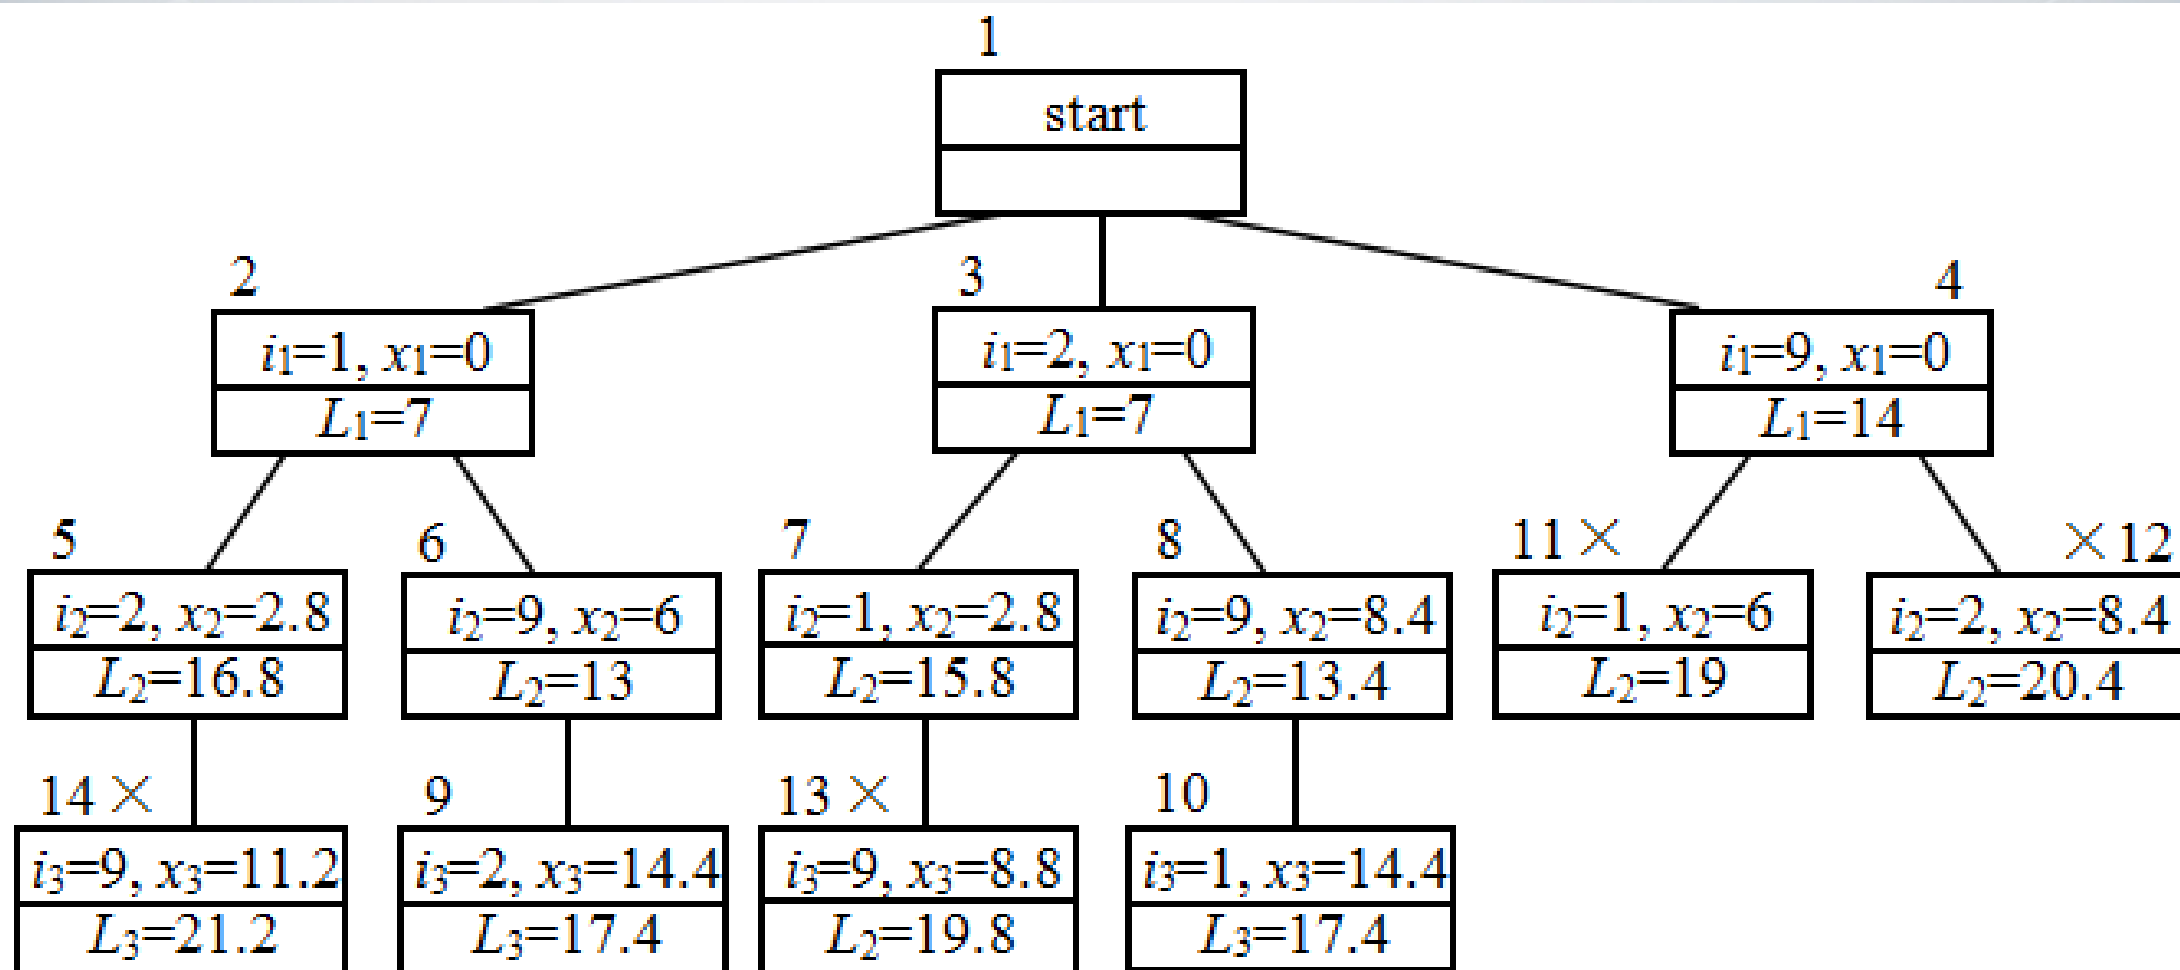 1
start
2
3
4
i1=1, x1=0
L1=7
i1=2, x1=0
L1=7
i1=9, x1=0
L1=14
5
6
7
8
11 ×
× 12
i2=2, x2=2.8
L2=16.8
i2=9, x2=6
L2=13
i2=1, x2=2.8
L2=15.8
i2=9, x2=8.4
L2=13.4
i2=1, x2=6
L2=19
i2=2, x2=8.4
L2=20.4
14 ×
9
13 ×
10
i3=9, x3=11.2
L3=21.2
i3=2, x3=14.4
L3=17.4
i3=9, x3=8.8
L2=19.8
i3=1, x3=14.4
L3=17.4